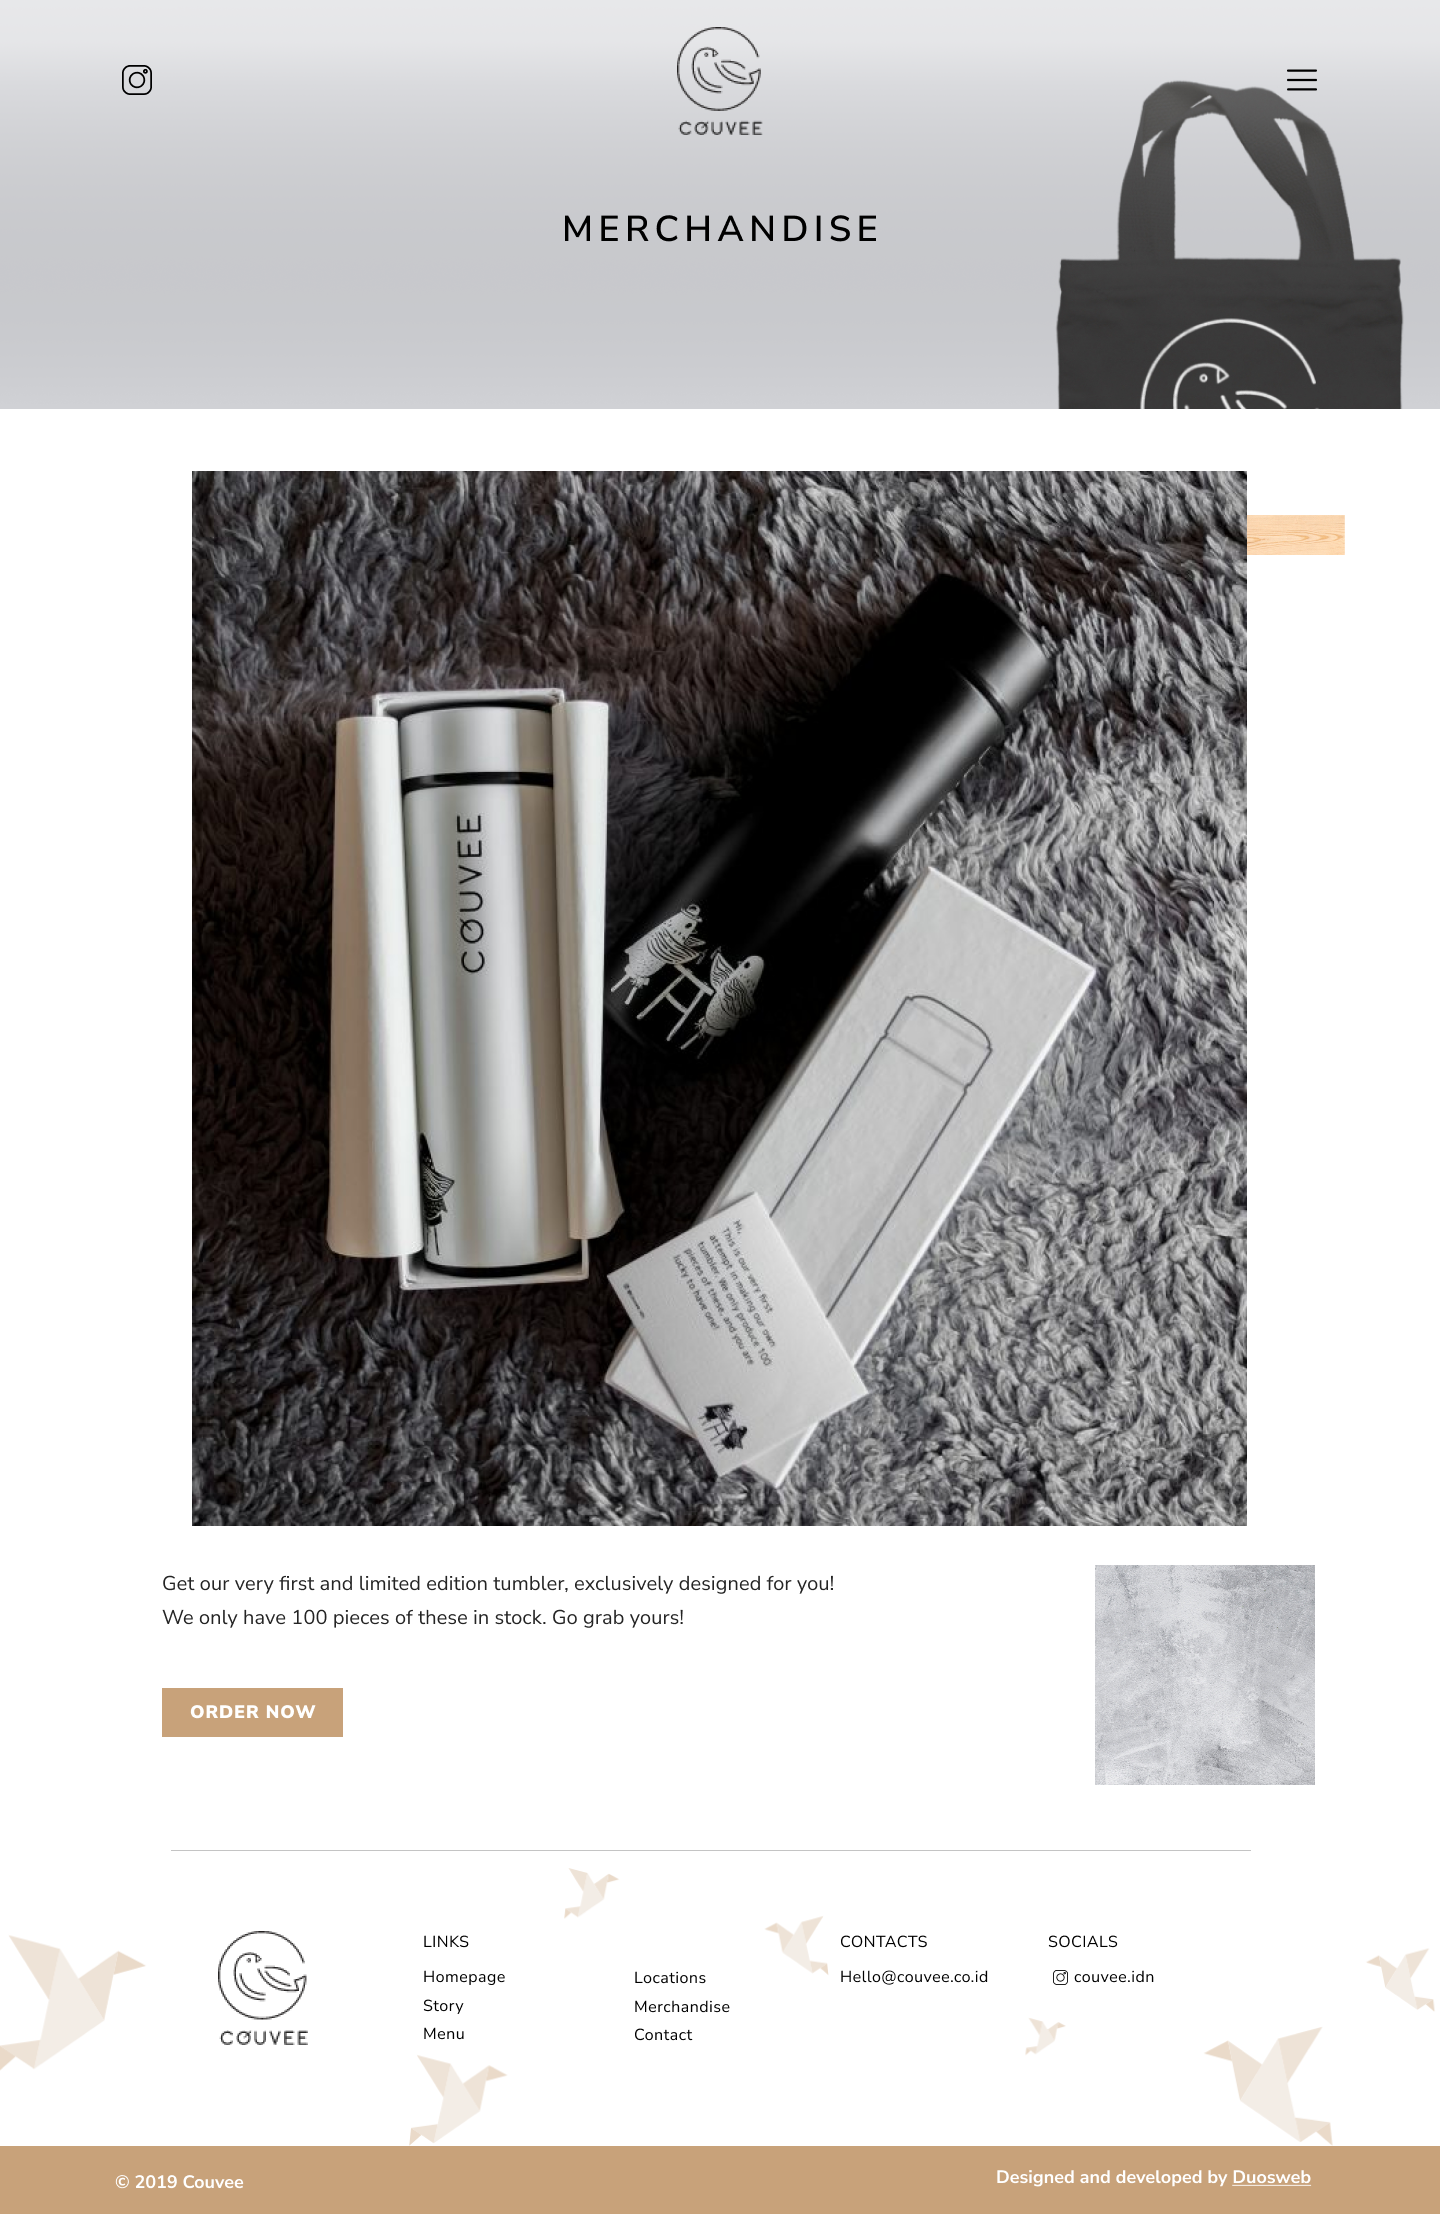 COUVEE
MERCHANDISE
COUVEE
Hi,
This is our very first
attempt in making our own
tumbler. We only produce 100
pieces of these, and you are
lucky to have one!
Get our very first and limited edition tumbler, exclusively designed for you!
We only have 100 pieces of these in stock. Go grab yours!
ORDER NOW
COUVEE
LINKS
Homepage
Story
Menu
Locations
Merchandise
Contact
CONTACTS
Hello@couvee.co.id
SOCIALS
couvee.idn
© 2019 Couvee
Designed and developed by Duosweb